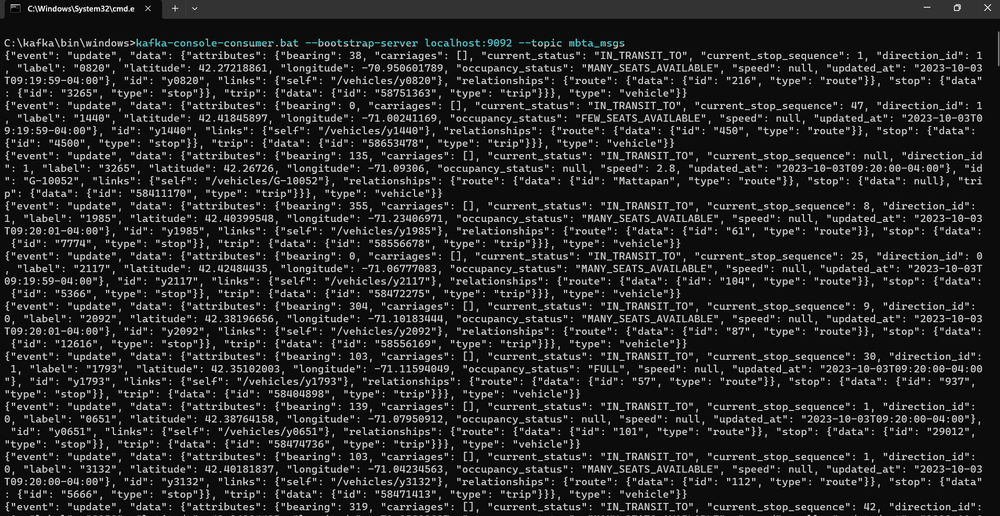 C:\Windows\System32\cmd.e
C:\kafka\bin\windows>kafka-console-consumer.bat --bootstrap-server localhost:9092 --topic mbta_msgs
{"event": "update", "data": {"attributes": {"bearing": 38, "carriages": [], "current_status": "IN_TRANSIT_TO", "current_stop_sequence": 1, "direction_id": 1
, "label": "0820", "latitude": 42.27218861, "longitude": -70.950601789, "occupancy_status": "MANY_SEATS_AVAILABLE", "speed": null, "updated_at": "2023-10-03
T09:19:59-04:00"}, "id": "y0820", "links": {"self": "/vehicles/y0820"}, "relationships": {"route": {"data": {"id": "216", "type": "route"}}, "stop": {"data"
: {"id": "3265", "type": "stop"}}, "trip": {"data": {"id": "58751363", "type": "trip"}}}, "type": "vehicle"}}
{"event": "update", "data": {"attributes": {"bearing": 0, "carriages": [], "current_status": "IN_TRANSIT_TO", "current_stop_sequence": 47, "direction_id": 1
, "label": "1440", "latitude": 42.41845897, "longitude": -71.00241169, "occupancy_status": "FEW_SEATS_AVAILABLE", "speed": null, "updated_at": "2023-10-03T0
9:19:59-04:00"}, "id": "y1440", "links": {"self": "/vehicles/y1440"}, "relationships": {"route": {"data": {"id": "450", "type": "route"}}, "stop": {"data":
{"id": "4500", "type": "stop"}}, "trip": {"data": {"id": "58653478", "type": "trip"}}}, "type": "vehicle"}}
{"event": "update", "data": {"attributes": {"bearing": 135, "carriages": [], "current_status": "IN_TRANSIT_TO", "current_stop_sequence": null, "direction_id
": 1, "label": "3265", "latitude": 42.26726, "longitude": -71.09306, "occupancy_status": null, "speed": 2.8, "updated_at": "2023-10-03T09:20:00-04:00"}, "id
": "G-10052", "links": {"self": "/vehicles/G-10052"}, "relationships": {"route": {"data": {"id": "Mattapan", "type": "route"}}, "stop": {"data": null}, "tri
p": {"data": {"id": "58411170", "type": "trip"}}}, "type": "vehicle"}}
{"event": "update", "data": {"attributes": {"bearing": 355, "carriages": [], "current_status": "IN_TRANSIT_TO", "current_stop_sequence": 8, "direction_id":
1, "label": "1985", "latitude": 42.40399548, "longitude": -71.23406971, "occupancy_status": "MANY_SEATS_AVAILABLE", "speed": null, "updated_at": "2023-10-03
T09:20:01-04:00"}, "id": "y1985", "links": {"self": "/vehicles/y1985"}, "relationships": {"route": {"data": {"id": "61", "type": "route"}}, "stop": {"data":
{"id": "7774", "type": "stop"}}, "trip": {"data": {"id": "58556678", "type": "trip"}}}, "type": "vehicle"}}
{"event": "update", "data": {"attributes": {"bearing": 0, "carriages": [], "current_status": "IN_TRANSIT_TO", "current_stop_sequence": 25, "direction_id": 0
, "label": "2117", "latitude": 42.42484435, "longitude": -71.06777083, "occupancy_status": "MANY_SEATS_AVAILABLE", "speed": null, "updated_at": "2023-10-03T
09:19:59-04:00"}, "id": "y2117", "links": {"self": "/vehicles/y2117"}, "relationships": {"route": {"data": {"id": "104", "type": "route"}}, "stop": {"data":
{"id": "5366", "type": "stop"}}, "trip": {"data": {"id": "58472275", "type": "trip"}}}, "type": "vehicle"}}
{"event": "update", "data": {"attributes": {"bearing": 304, "carriages": [], "current_status": "IN_TRANSIT_TO", "current_stop_sequence": 9, "direction_id":
0, "label": "2092", "latitude": 42.38196656, "longitude": -71.10183444, "occupancy_status": "MANY_SEATS_AVAILABLE", "speed": null, "updated_at": "2023-10-03
T09:20:01-04:00"}, "id": "y2092", "links": {"self": "/vehicles/y2092"}, "relationships": {"route": {"data": {"id": "87", "type": "route"}}, "stop": {"data":
{"id": "12616", "type": "stop"}}, "trip": {"data": {"id": "58556169", "type": "trip"}}}, "type": "vehicle"}}
{"event": "update", "data": {"attributes": {"bearing": 103, "carriages": [], "current_status": "IN_TRANSIT_TO", "current_stop_sequence": 30, "direction_id":
1, "label": "1793", "latitude": 42.35102003, "longitude": -71.11594049, "occupancy_status": "FULL", "speed": null, "updated_at": "2023-10-03T09:20:00-04:00
"}, "id": "y1793", "links": {"self": "/vehicles/y1793"}, "relationships": {"route": {"data": {"id": "57", "type": "route"}}, "stop": {"data": {"id": "937",
"type": "stop"}}, "trip": {"data": {"id": "58404898", "type": "trip"}}}, "type": "vehicle"}}
{"event": "update", "data": {"attributes": {"bearing": 139, "carriages": [], "current_status": "IN_TRANSIT_TO", "current_stop_sequence": 1, "direction_id":
0, "label": "0651", "latitude": 42.38764158, "longitude": -71.07950912, "occupancy_status": null, "speed": null, "updated_at": "2023-10-03T09:20:00-04:00"},
"id": "y0651", "links": {"self": "/vehicles/y0651"}, "relationships": {"route": {"data": {"id": "101", "type": "route"}}, "stop": {"data": {"id": "29012",
"type": "stop"}}, "trip": {"data": {"id": "58474736", "type": "trip"}}}, "type": "vehicle"}}
{"event": "update", "data": {"attributes": {"bearing": 103, "carriages": [], "current_status": "IN_TRANSIT_TO", "current_stop_sequence": 1, "direction_id":
0, "label": "3132", "latitude": 42.40181837, "longitude": -71.04234563, "occupancy_status": "MANY_SEATS_AVAILABLE", "speed": null, "updated_at": "2023-10-03
T09:20:00-04:00"}, "id": "y3132", "links": {"self": "/vehicles/y3132"}, "relationships": {"route": {"data": {"id": "112", "type": "route"}}, "stop": {"data"
: {"id": "5666", "type": "stop"}}, "trip": {"data": {"id": "58471413", "type": "trip"}}}, "type": "vehicle"}}
{"event": "update", "data": {"attributes": {"bearing": 319, "carriages": [], "current_status": "IN_TRANSIT_TO", "current_stop_sequence": 42, "direction_id":